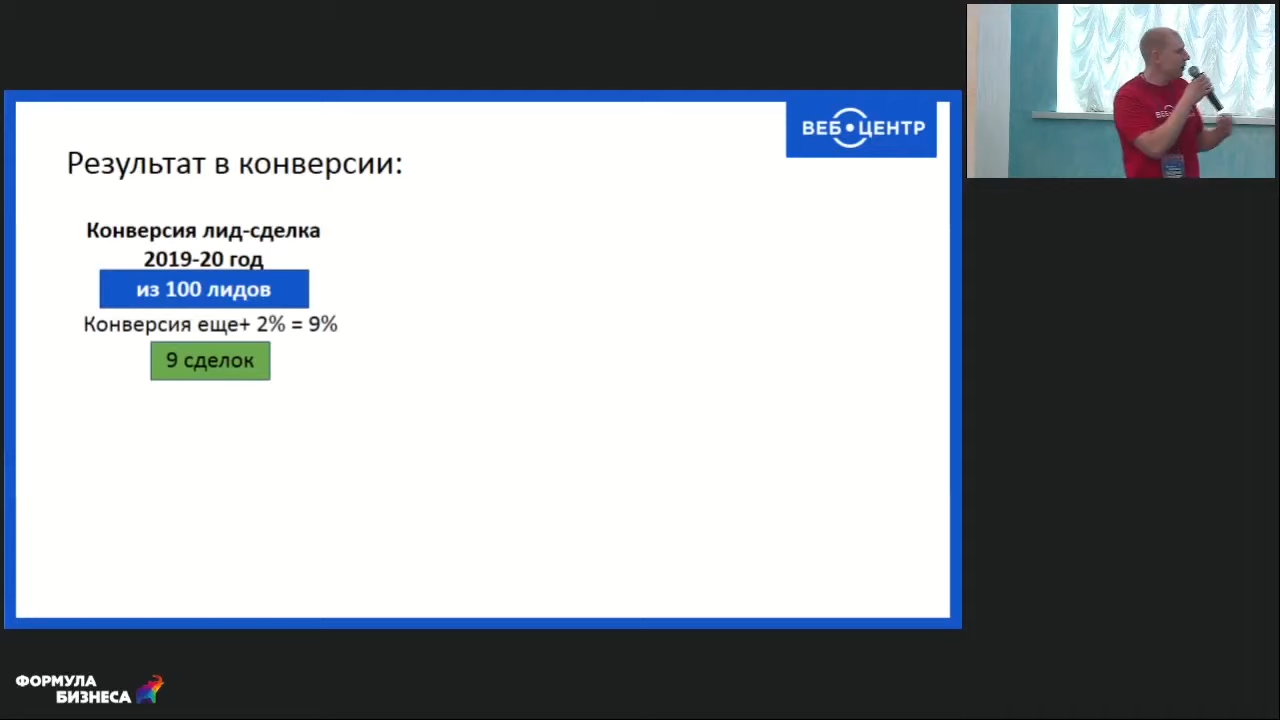 ВЕБ ЦЕНТР
Результат в конверсии:
Конверсия лид-сделка
2019-20 год
из 100 лидов
Конверсия еще+ 2% = 9%
9 сделок
ФОРМУЛА
БИЗНЕСА